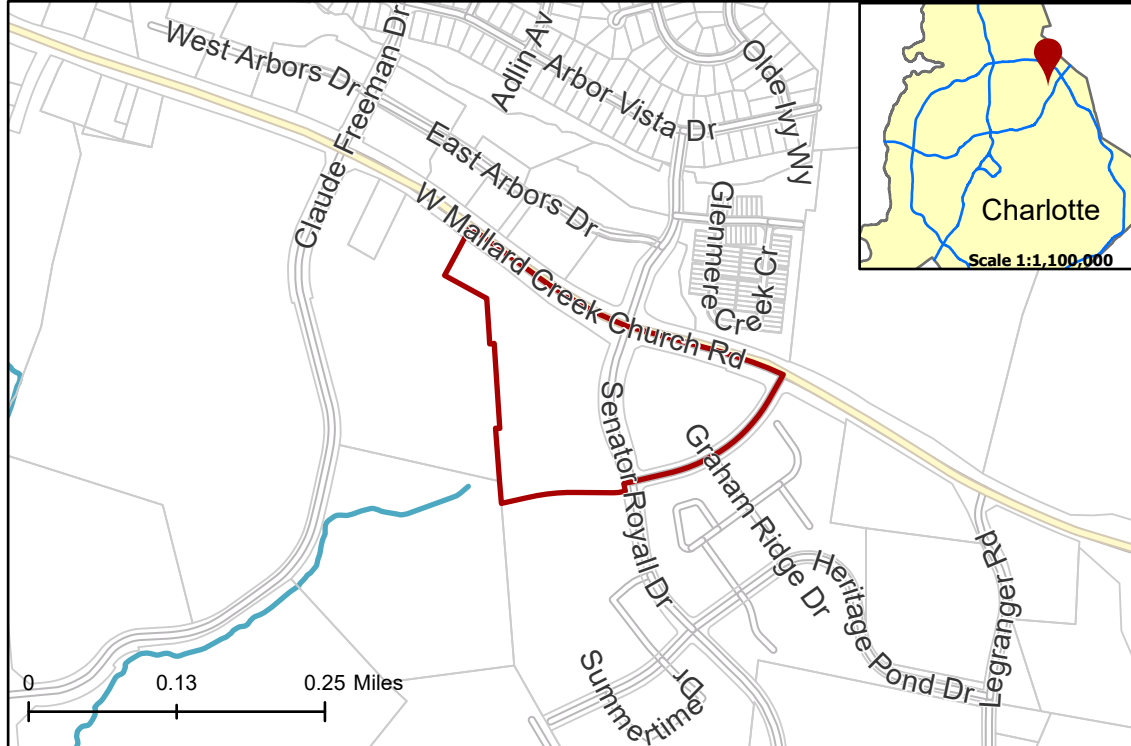 West Arbors Dr
Claude Freeman Dr
Adlin Av
Arbor Vista Dr
Olde Ivy Wy
East Arbors Dr
W Mallard Creek Church Rd
Glenmere
Creek Cr
Senator Royall Dr
Graham Ridge Dr
Heritage Pond Dr
Legranger Rd
Summertime Dr
Charlotte
Scale 1:1,100,000
0 0.13 0.25 Miles